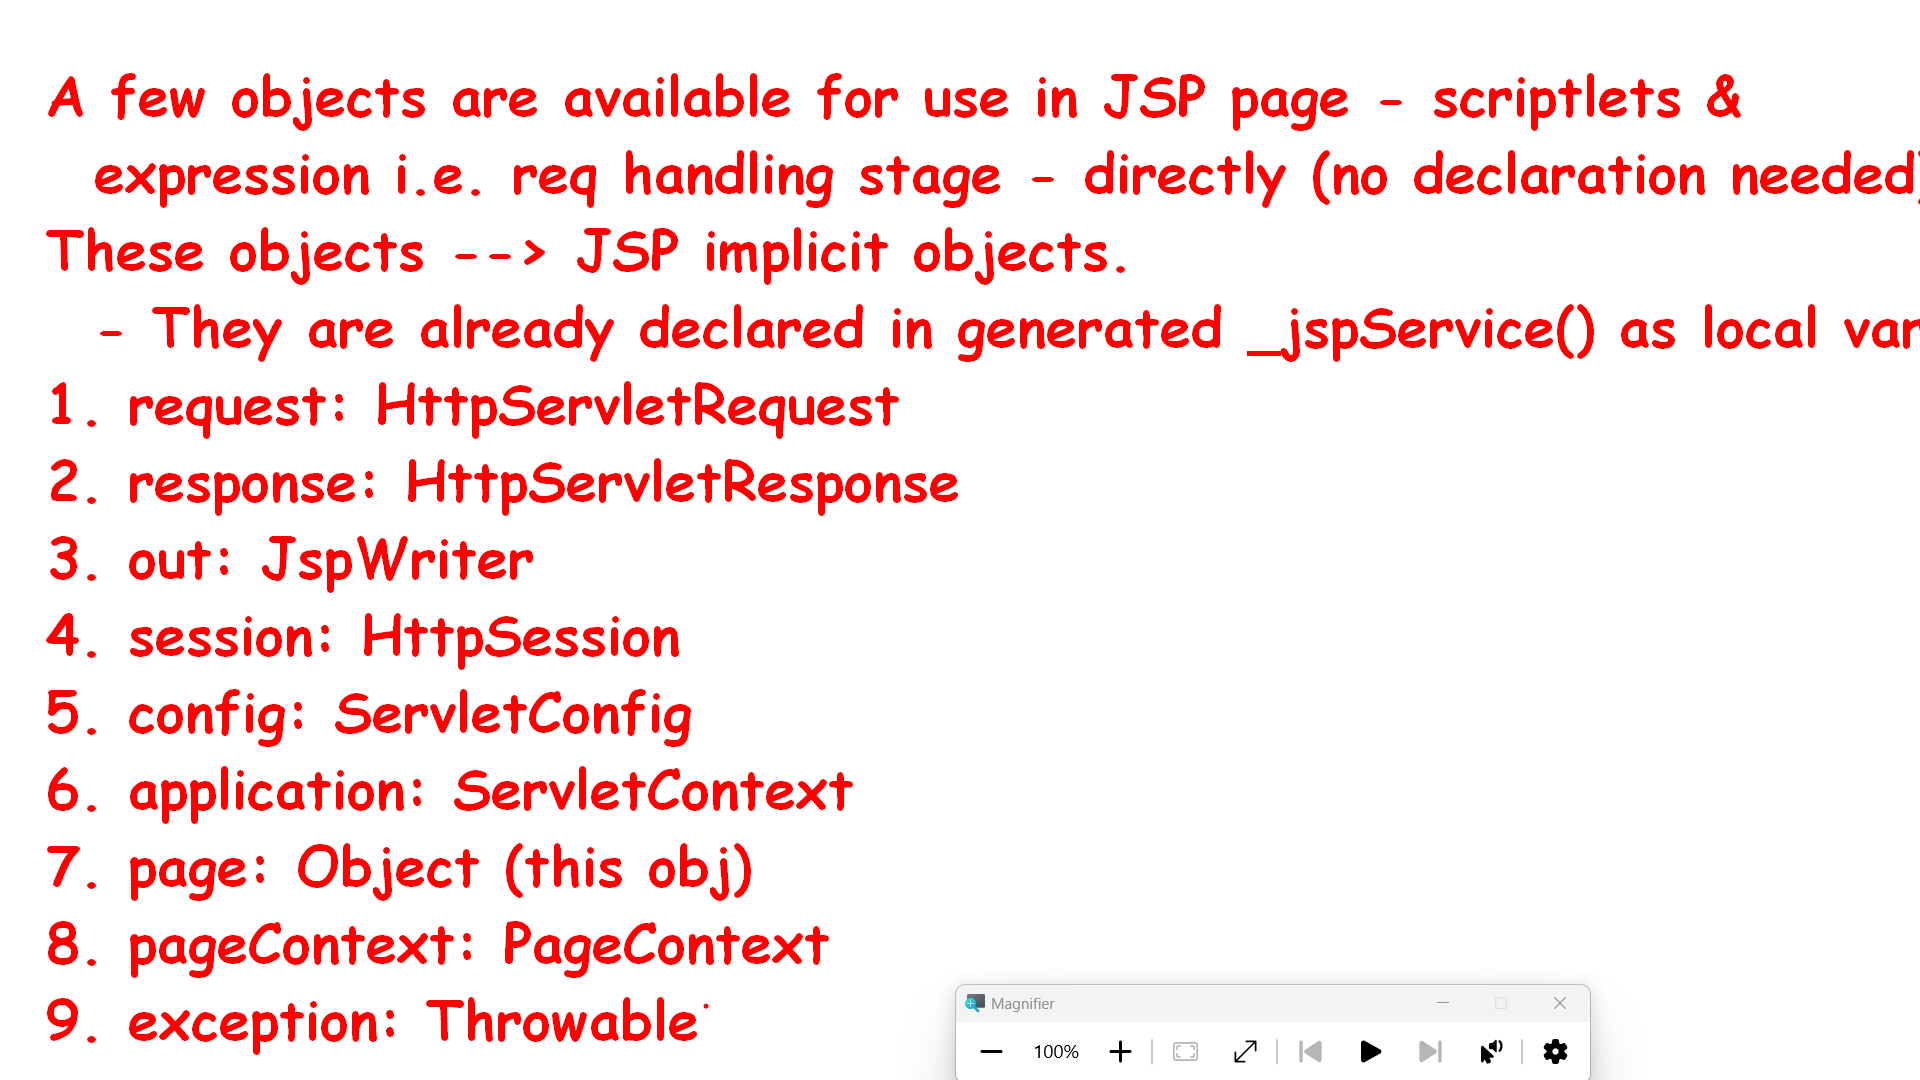 A few objects are available for use in JSP page - scriptlets &
expression i.e. req handling stage - directly (no declaration needed)
These objects --> JSP implicit objects.
- They are already declared in generated _jspService() as local var
1. request: HttpServletRequest
2. response: HttpServletResponse
3. out: JspWriter
4. session: HttpSession
5. config: ServletConfig
6. application: ServletContext
7. page: Object (this obj)
8. pageContext: PageContext
9. exception: Throwable
Magnifier
100%